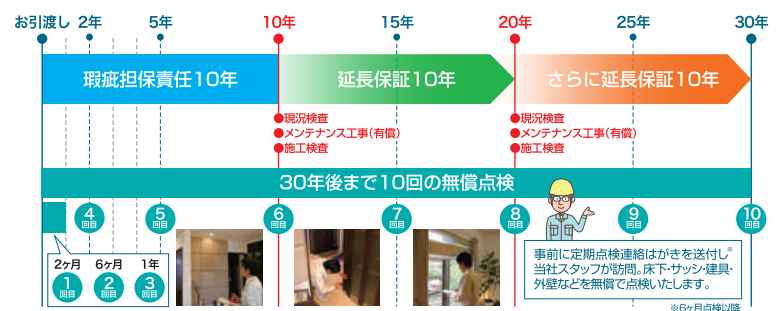 お引渡し 2年 5年 10年 15年 20年 25年 30年
瑕疵担保責任10年 延長保証10年 さらに延長保証10年
●現況検査
●メンテナンス工事(有償)
●施工検査
●現況検査
●メンテナンス工事(有償)
●施工検査
30年後まで10回の無償点検
4回目 5回目 6回目 7回目 8回目 9回目 10回目
2ヶ月 6ヶ月 1年
1回目 2回目 3回目
事前に定期点検連絡はがきを送付し※
当社スタッフが訪問。床下・サッシ・建具・
外壁などを無償で点検いたします。
※6ヶ月点検以降